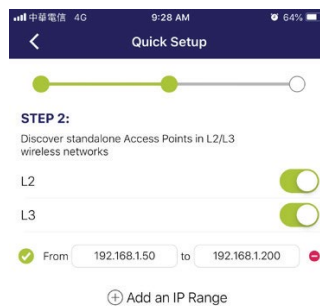 中華電信 4G 9:28 AM 64%
Quick Setup
STEP 2:
Discover standalone Access Points in L2/L3
wireless networks
L2
L3
From 192.168.1.50 to 192.168.1.200
Add an IP Range